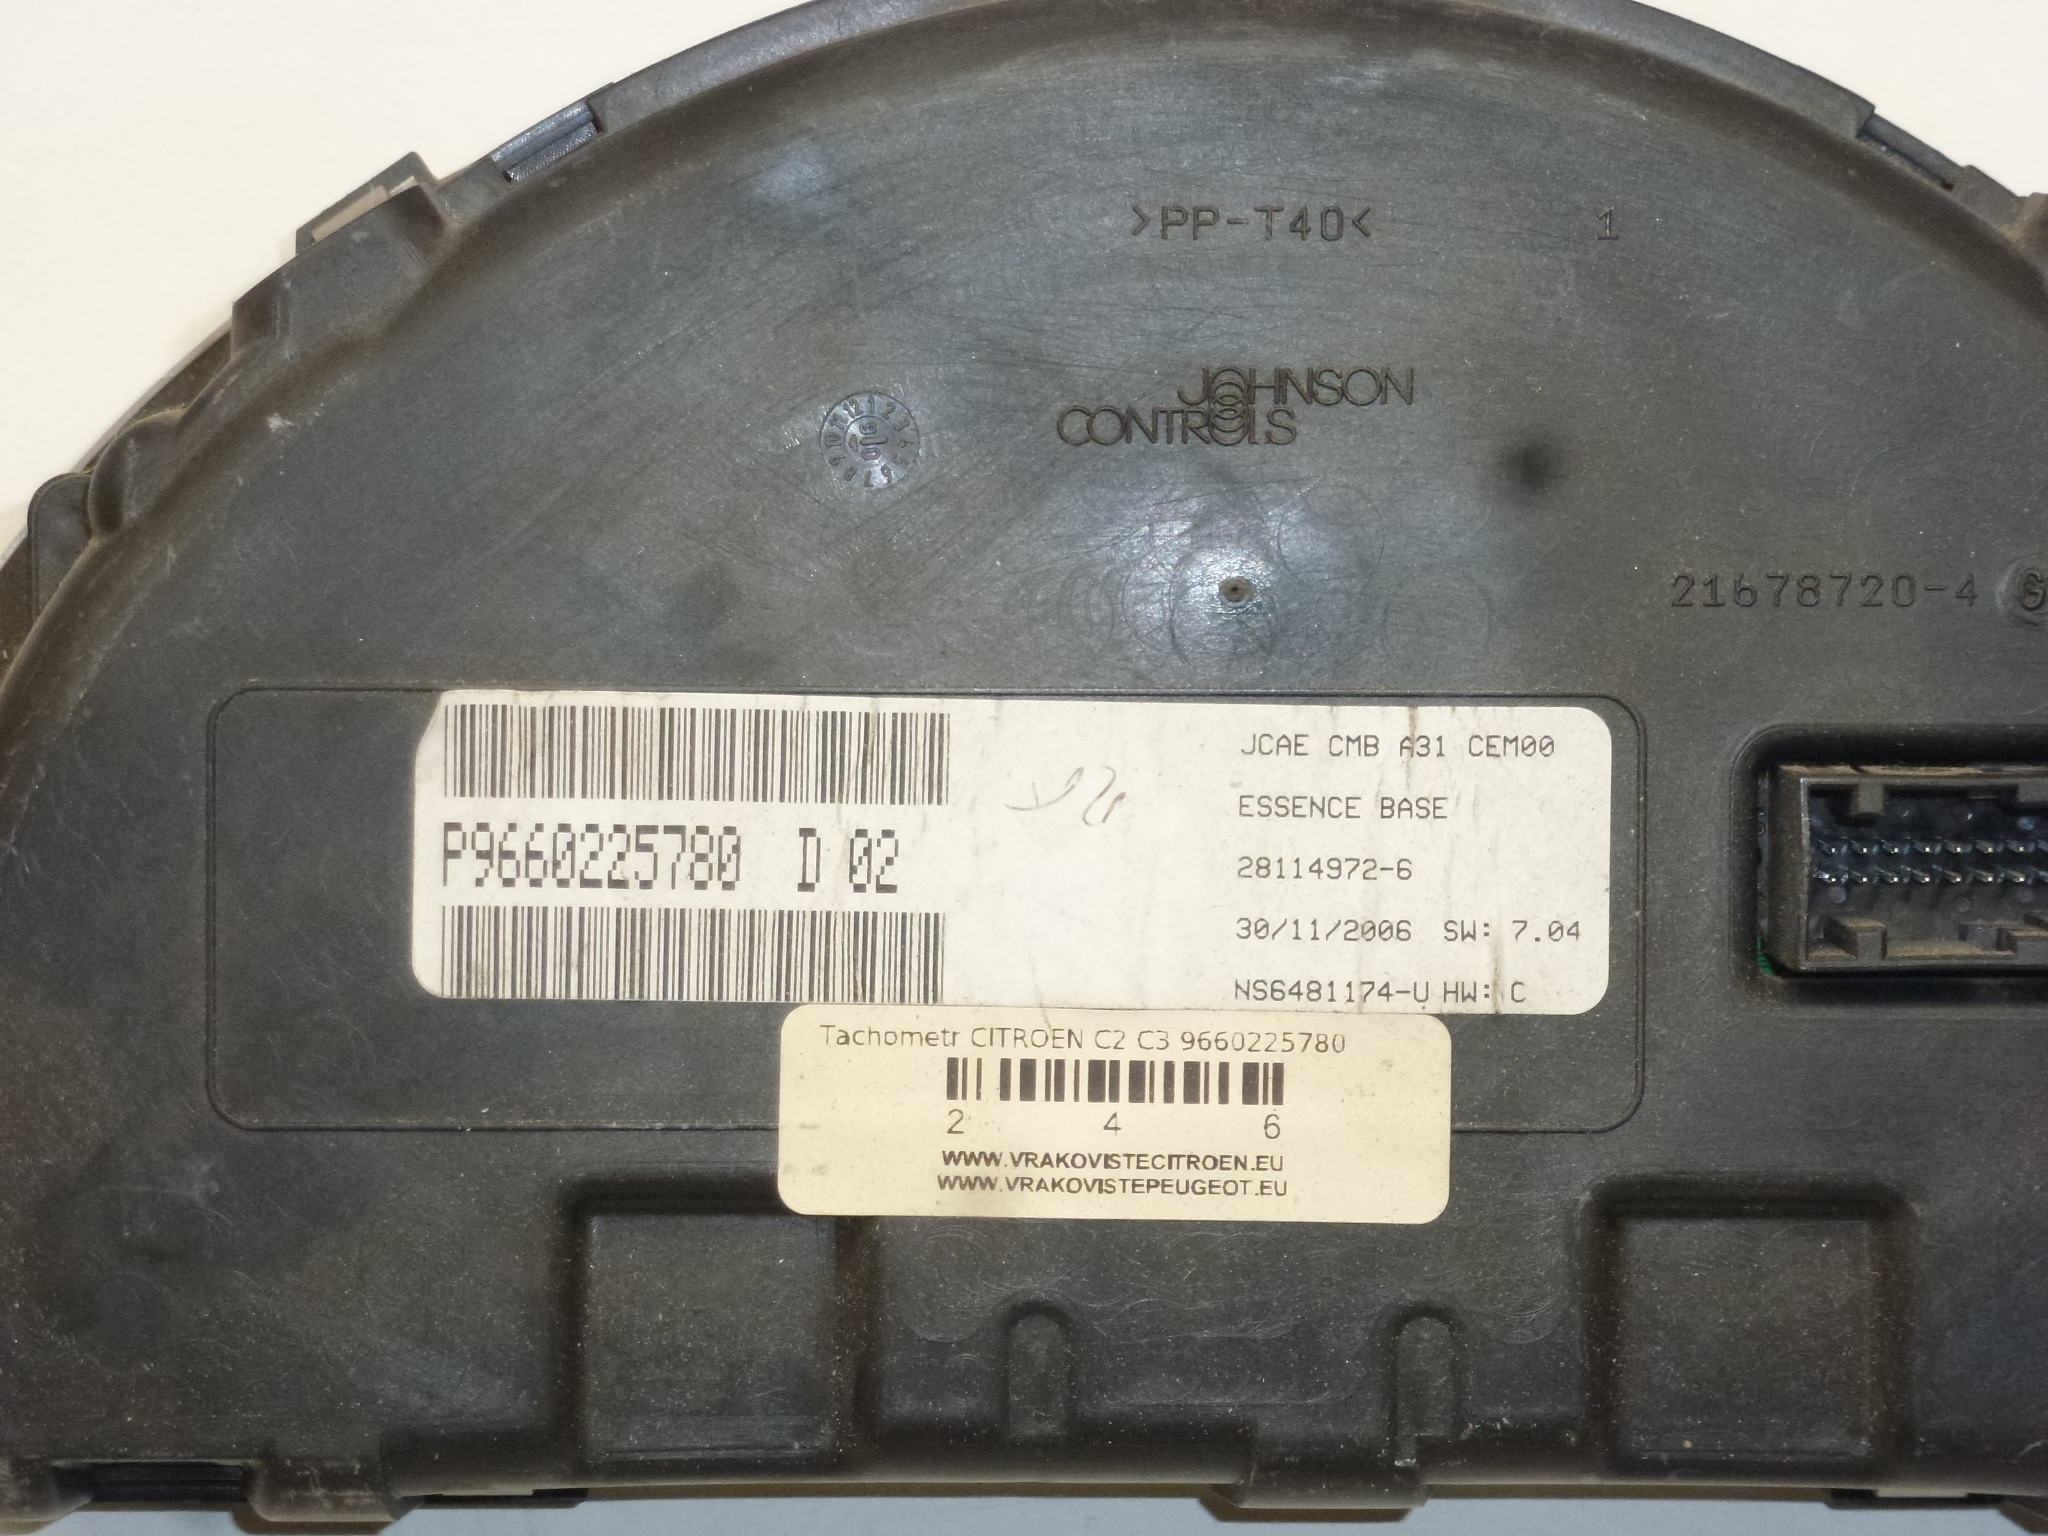 >PP-T40< 1
JOHNSON
CONTROLS
21678720-4 G
JCAE CMB A31 CEM00
ESSENCE BASE
P9660225780 D 02
28114972-6
30/11/2006 SW: 7.04
NS6481174-U HW: C
Tachometr CITROEN C2 C3 9660225780
2 4 6
WWW.VRAKOVISTECITROEN.EU
WWW.VRAKOVISTEPEUGEOT.EU